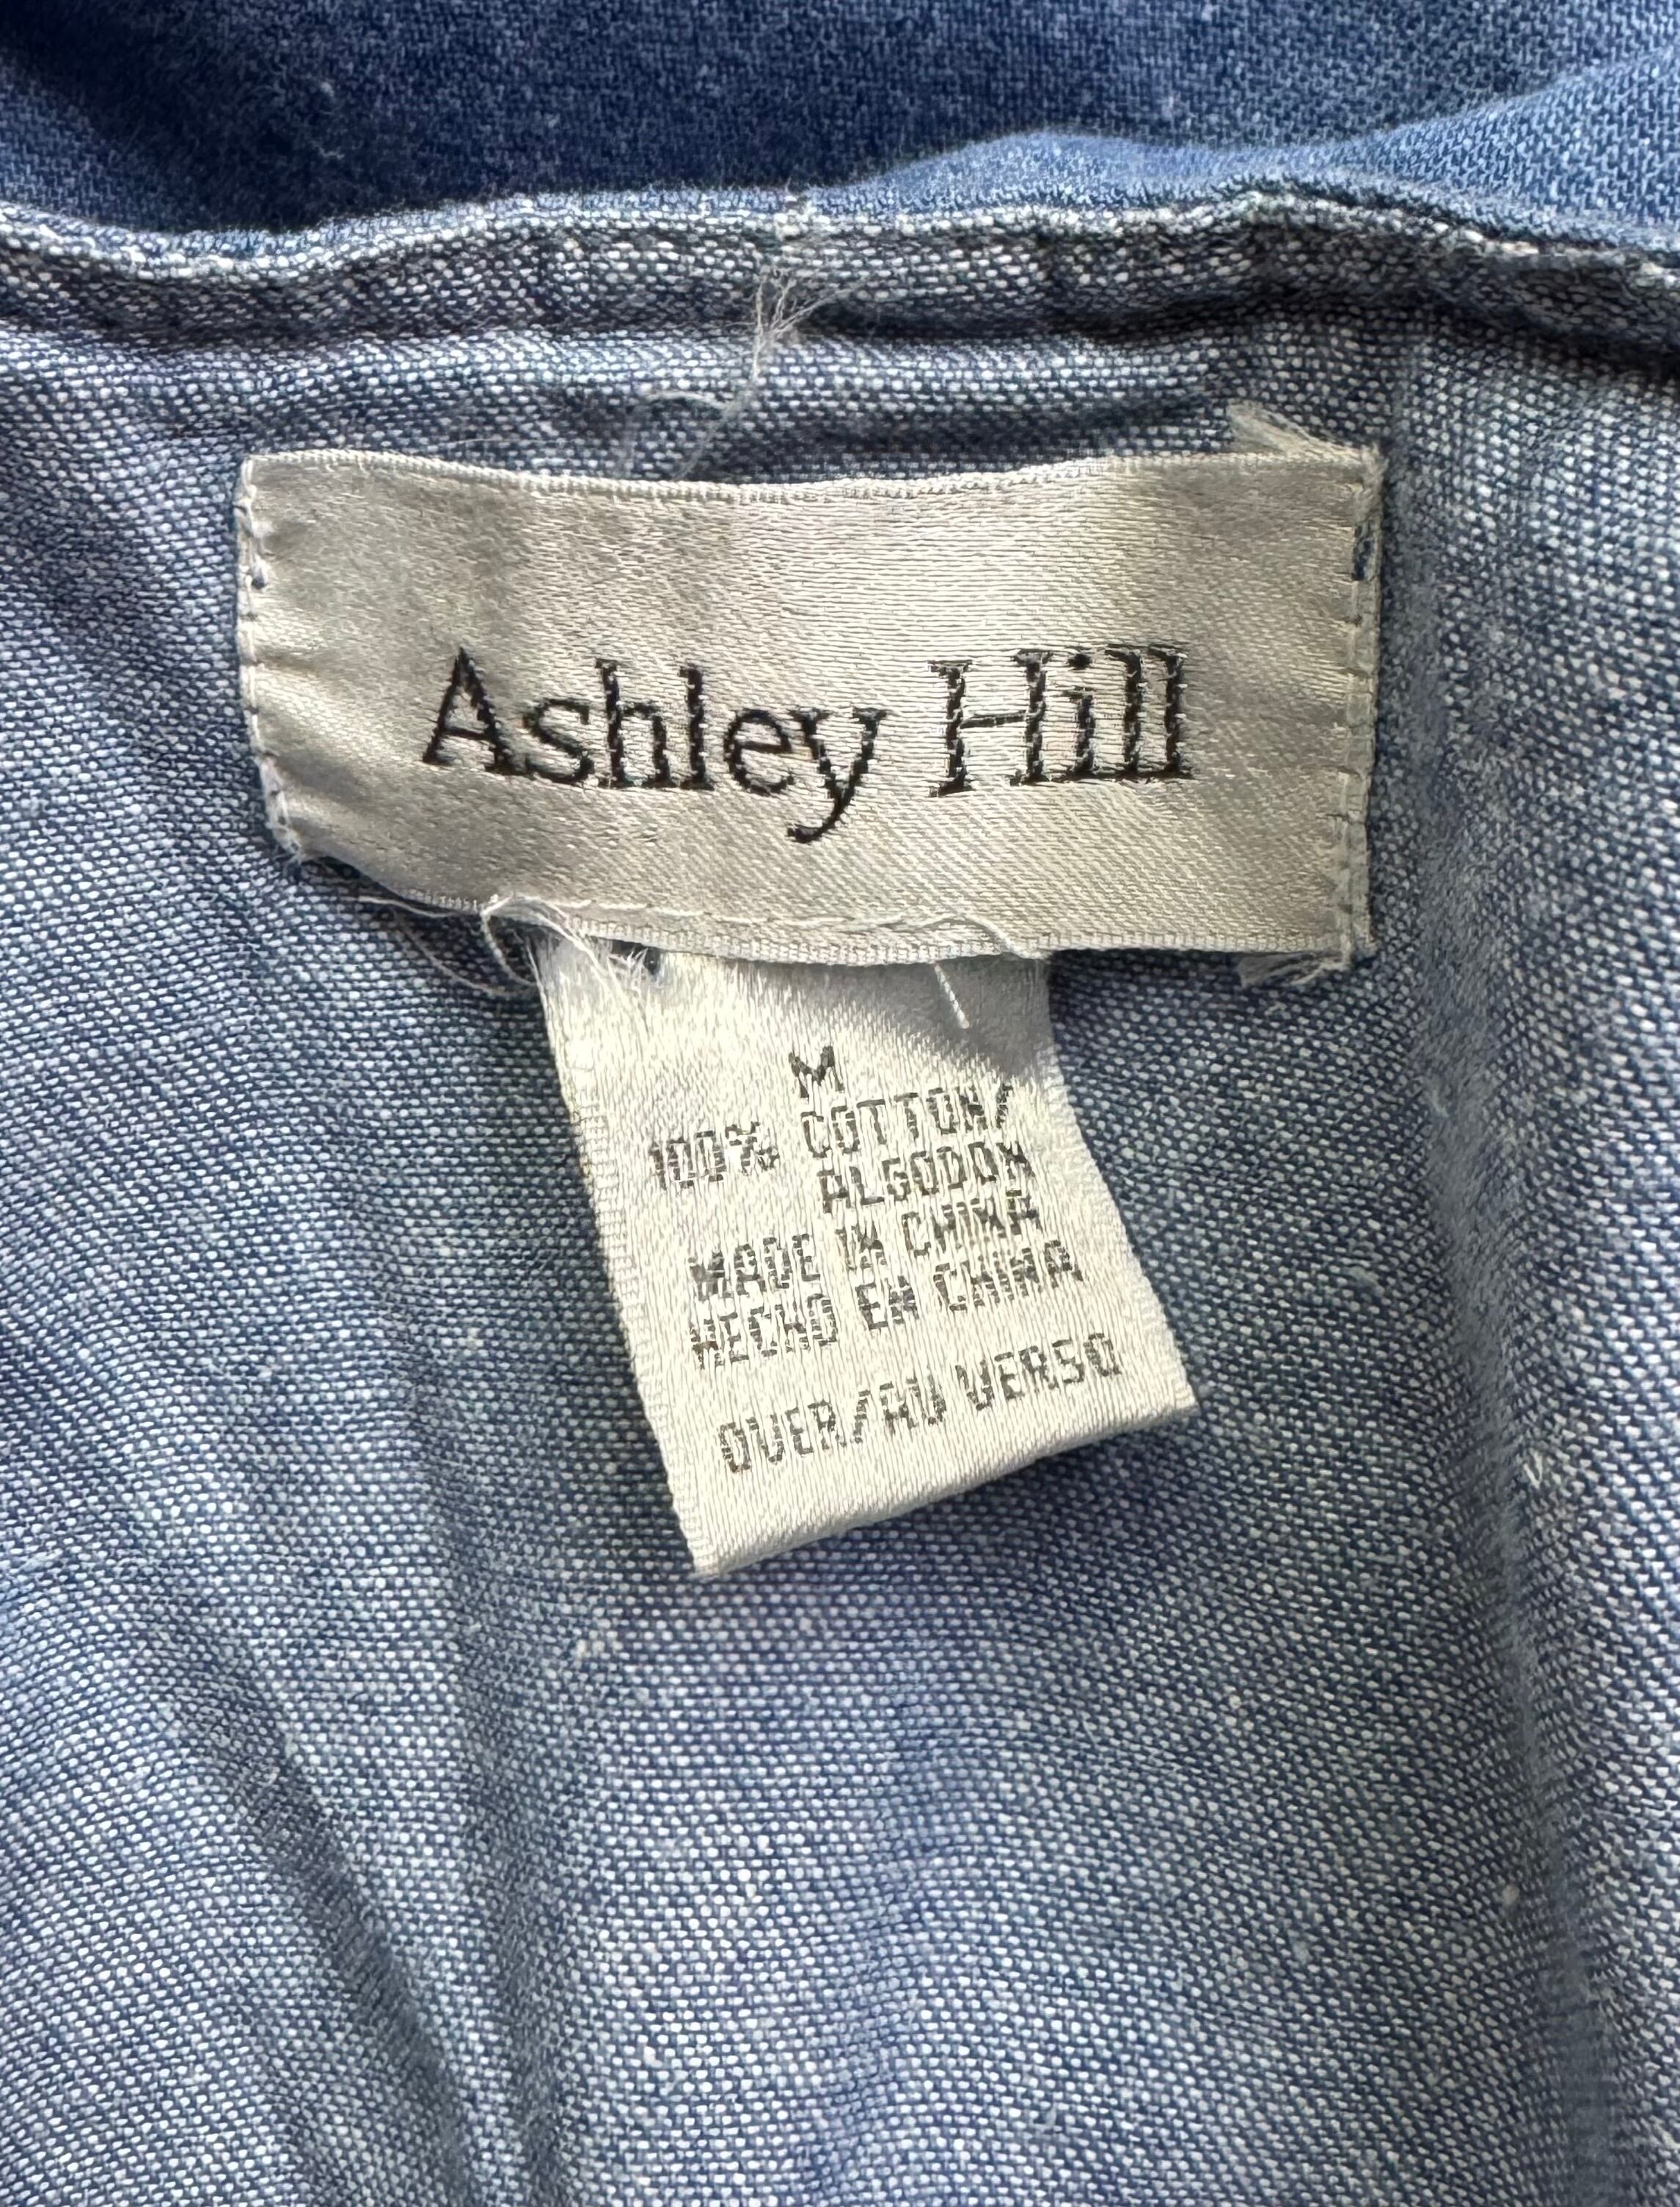 Ashley Hill
M
100% COTTON/
ALGODON
MADE IN CHINA
HECHO EN CHINA
OVER/AU VERSO